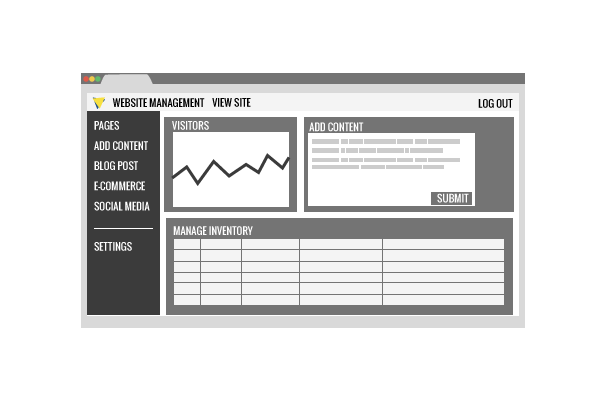 WEBSITE MANAGEMENT VIEW SITE LOG OUT
PAGES
ADD CONTENT
BLOG POST
E-COMMERCE
SOCIAL MEDIA
SETTINGS
VISITORS
ADD CONTENT
SUBMIT
MANAGE INVENTORY